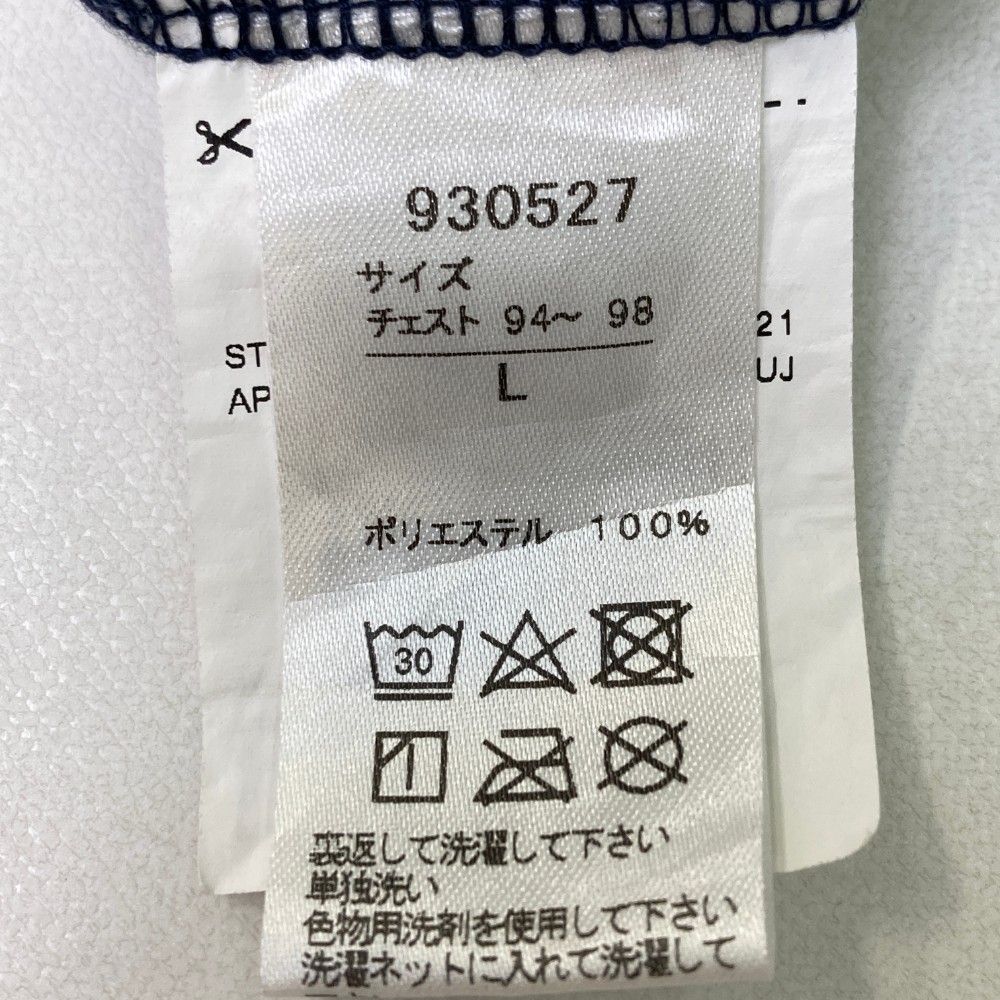 930527
サイズ
チェスト 94～ 98
L
21
ST
UJ
AP
ポリエステル 100%
30
裏返して洗濯して下さい
単独洗い
色物用洗剤を使用して下さい
洗濯ネットに入れて洗濯して